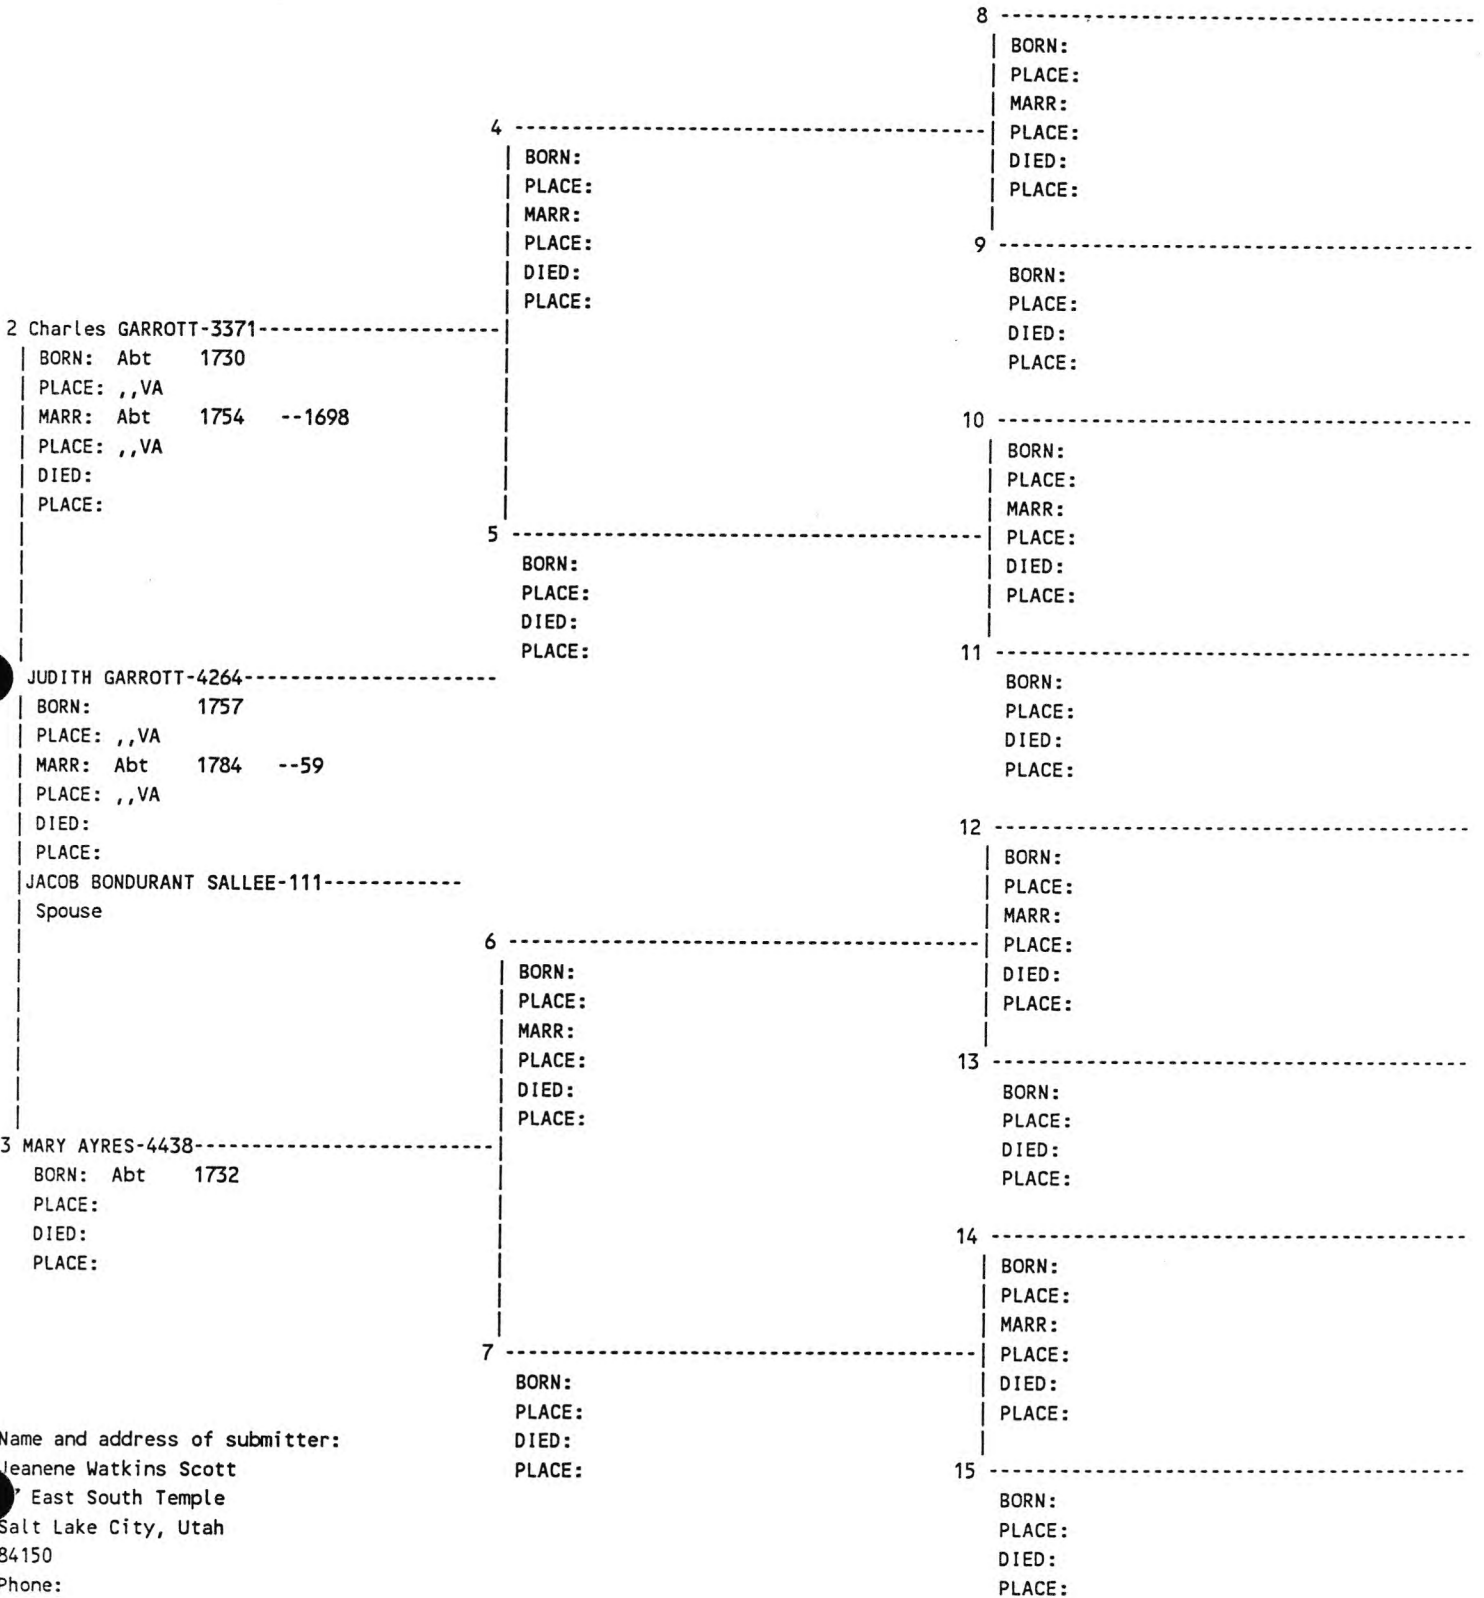 8 ----------------------------------------
BORN:
PLACE:
MARR:
PLACE:
DIED:
PLACE:
4 ----------------------------------------
BORN:
PLACE:
MARR:
PLACE:
DIED:
PLACE:
9 ----------------------------------------
BORN:
PLACE:
DIED:
PLACE:
2 Charles GARROTT-3371--------------------
BORN: Abt 1730
PLACE: ,,VA
MARR: Abt 1754 --1698
PLACE: ,,VA
DIED:
PLACE:
10 ----------------------------------------
BORN:
PLACE:
MARR:
PLACE:
DIED:
PLACE:
5 ----------------------------------------
BORN:
PLACE:
DIED:
PLACE:
11 ----------------------------------------
BORN:
PLACE:
DIED:
PLACE:
JUDITH GARROTT-4264---------------------
BORN: 1757
PLACE: ,,VA
MARR: Abt 1784 --59
PLACE: ,,VA
DIED:
PLACE:
JACOB BONDURANT SALLEE-111------------
Spouse
12 ----------------------------------------
BORN:
PLACE:
MARR:
PLACE:
DIED:
PLACE:
6 ----------------------------------------
BORN:
PLACE:
MARR:
PLACE:
DIED:
PLACE:
13 ----------------------------------------
BORN:
PLACE:
DIED:
PLACE:
3 MARY AYRES-4438-------------------------
BORN: Abt 1732
PLACE:
DIED:
PLACE:
14 ----------------------------------------
BORN:
PLACE:
MARR:
PLACE:
DIED:
PLACE:
7 ----------------------------------------
BORN:
PLACE:
DIED:
PLACE:
15 ----------------------------------------
BORN:
PLACE:
DIED:
PLACE:
Name and address of submitter:
Jeanene Watkins Scott
East South Temple
Salt Lake City, Utah
84150
Phone: